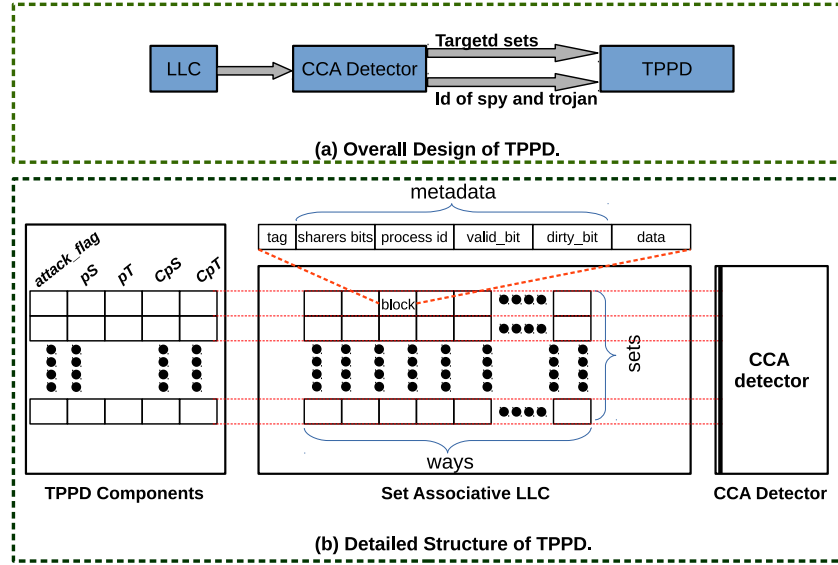 Targetd sets
LLC
CCA Detector
TPPD
Id of spy and trojan
(a) Overall Design of TPPD.
metadata
tag
sharers bits
process id
valid_bit
dirty_bit
data
attack_flag
pS
pT
CpS
CpT
block
sets
CCA
detector
ways
TPPD Components
Set Associative LLC
CCA Detector
(b) Detailed Structure of TPPD.